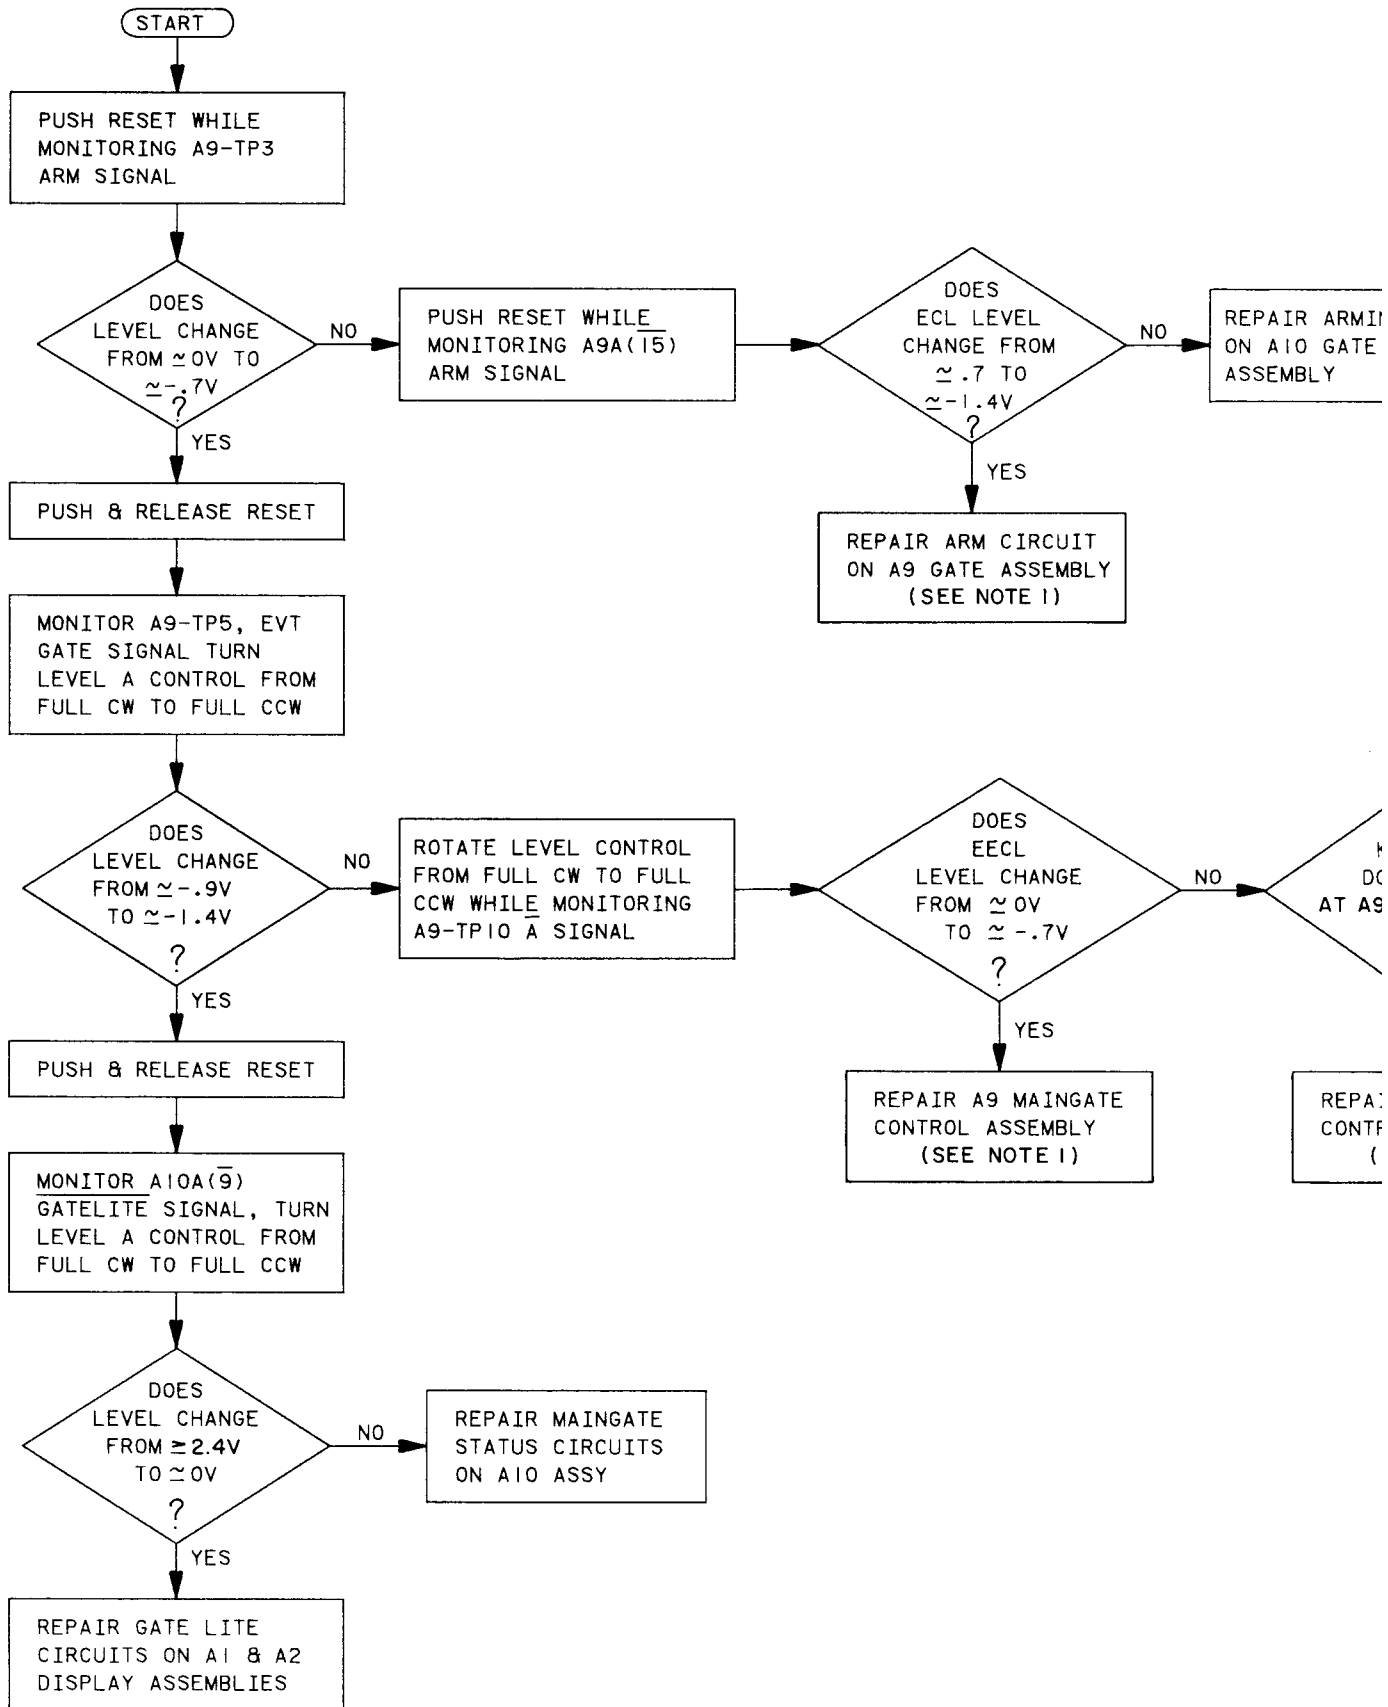 START
PUSH RESET WHILE
MONITORING A9-TP3
ARM SIGNAL
DOES
LEVEL CHANGE
FROM ≃0V TO
≃-.7V
?
NO
PUSH RESET WHILE
MONITORING A9A(1̅5̅)
ARM SIGNAL
DOES
ECL LEVEL
CHANGE FROM
≃.7 TO
≃-1.4V
?
NO
ON A10 GATE
ASSEMBLY
YES
REPAIR ARM CIRCUIT
ON A9 GATE ASSEMBLY
(SEE NOTE 1)
YES
PUSH & RELEASE RESET
MONITOR A9-TP5, EVT
GATE SIGNAL TURN
LEVEL A CONTROL FROM
FULL CW TO FULL CCW
DOES
LEVEL CHANGE
FROM ≃-.9V
TO ≃-1.4V
?
NO
ROTATE LEVEL CONTROL
FROM FULL CW TO FULL
CCW WHILE MONITORING
A9-TP10 A̅ SIGNAL
DOES
EECL
LEVEL CHANGE
FROM ≃0V
TO ≃-.7V
?
NO
AT A9
YES
REPAIR A9 MAINGATE
CONTROL ASSEMBLY
(SEE NOTE 1)
YES
PUSH & RELEASE RESET
MONITOR A10A(9̅)
G̅A̅T̅E̅L̅I̅T̅E̅ SIGNAL, TURN
LEVEL A CONTROL FROM
FULL CW TO FULL CCW
DOES
LEVEL CHANGE
FROM ≥2.4V
TO ≃0V
?
NO
REPAIR MAINGATE
STATUS CIRCUITS
ON A10 ASSY
YES
REPAIR GATE LITE
CIRCUITS ON A1 & A2
DISPLAY ASSEMBLIES